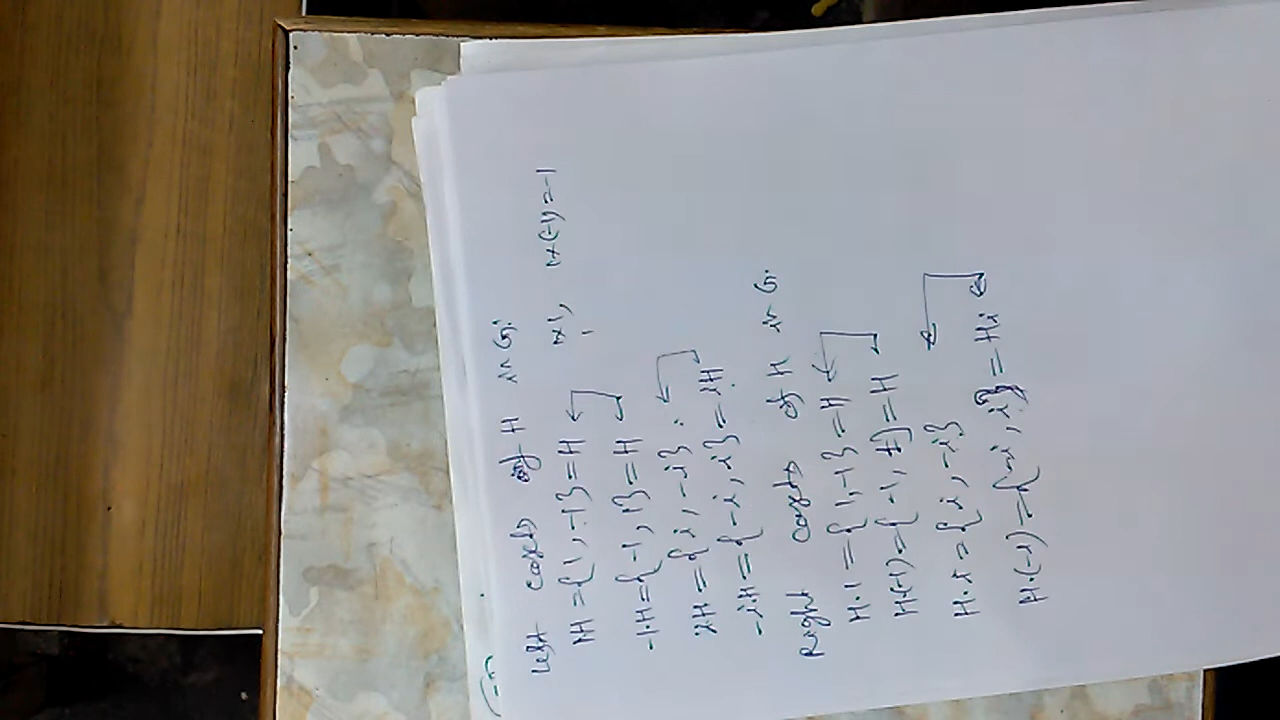 Left cosets of H in G:
1H = {1, -1} = H 1×1, 1×(-1) = -1
-1·H = {-1, 1} = H
iH = {i, -i}
-i·H = {-i, i} = iH
Right cosets of H in G:
H·1 = {1, -1} = H
H(-1) = {-1, 1} = H
H·i = {i, -i}
H·(-i) = {-i, i} = Hi